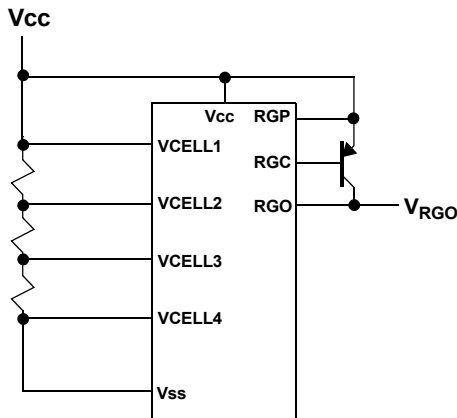 Vcc
Vcc
RGP
VCELL1
RGC
VCELL2
RGO
VRGO
VCELL3
VCELL4
Vss